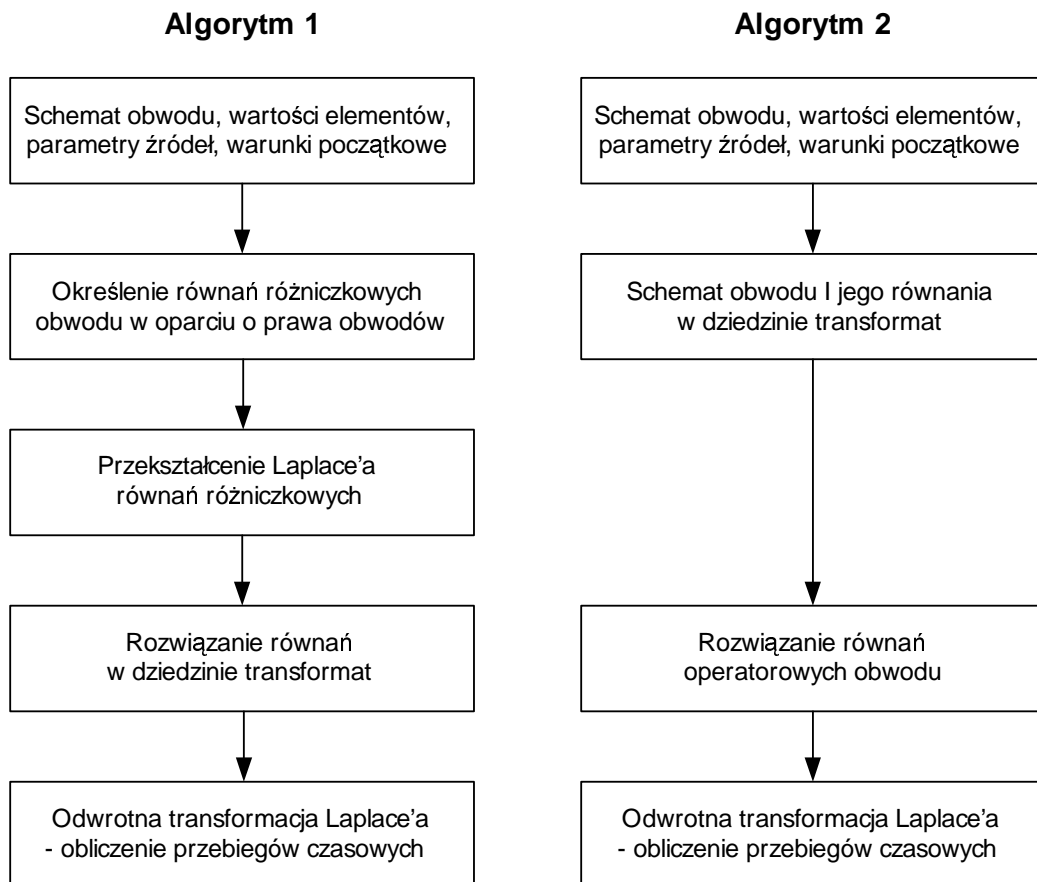 Algorytm 1
Schemat obwodu, wartości elementów,
parametry źródeł, warunki początkowe
Określenie równań różniczkowych
obwodu w oparciu o prawa obwodów
Przekształcenie Laplace’a
równań różniczkowych
Rozwiązanie równań
w dziedzinie transformat
Odwrotna transformacja Laplace’a
- obliczenie przebiegów czasowych
Algorytm 2
Schemat obwodu, wartości elementów,
parametry źródeł, warunki początkowe
Schemat obwodu I jego równania
w dziedzinie transformat
Rozwiązanie równań
operatorowych obwodu
Odwrotna transformacja Laplace’a
- obliczenie przebiegów czasowych